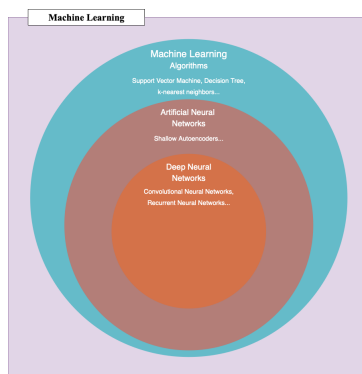 Machine Learning
Machine Learning
Algorithms
Support Vector Machine, Decision Tree,
k-nearest neighbors...
Artificial Neural
Networks
Shallow Autoencoders...
Deep Neural
Networks
Convolutional Neural Networks,
Recurrent Neural Networks...